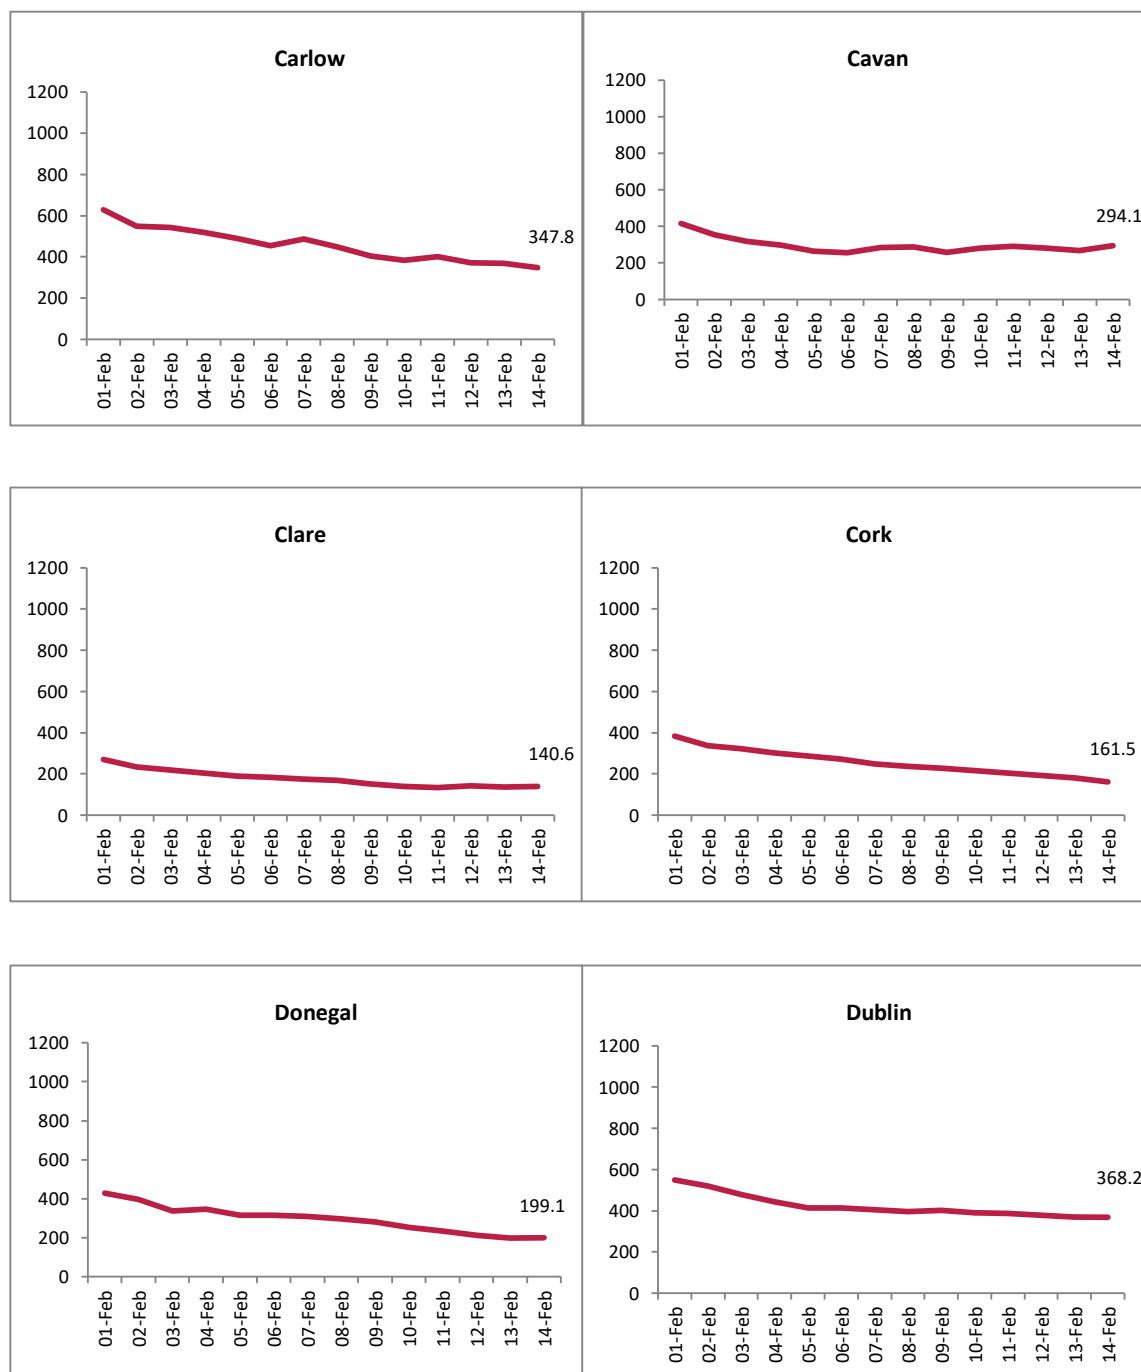 Carlow
1200
1000
800
600
400
200
0
347.8
01-Feb
02-Feb
03-Feb
04-Feb
05-Feb
06-Feb
07-Feb
08-Feb
09-Feb
10-Feb
11-Feb
12-Feb
13-Feb
14-Feb
Cavan
1200
1000
800
600
400
200
0
294.1
01-Feb
02-Feb
03-Feb
04-Feb
05-Feb
06-Feb
07-Feb
08-Feb
09-Feb
10-Feb
11-Feb
12-Feb
13-Feb
14-Feb
Clare
1200
1000
800
600
400
200
0
140.6
01-Feb
02-Feb
03-Feb
04-Feb
05-Feb
06-Feb
07-Feb
08-Feb
09-Feb
10-Feb
11-Feb
12-Feb
13-Feb
14-Feb
Cork
1200
1000
800
600
400
200
0
161.5
01-Feb
02-Feb
03-Feb
04-Feb
05-Feb
06-Feb
07-Feb
08-Feb
09-Feb
10-Feb
11-Feb
12-Feb
13-Feb
14-Feb
Donegal
1200
1000
800
600
400
200
0
199.1
01-Feb
02-Feb
03-Feb
04-Feb
05-Feb
06-Feb
07-Feb
08-Feb
09-Feb
10-Feb
11-Feb
12-Feb
13-Feb
14-Feb
Dublin
1200
1000
800
600
400
200
0
368.2
01-Feb
02-Feb
03-Feb
04-Feb
05-Feb
06-Feb
07-Feb
08-Feb
09-Feb
10-Feb
11-Feb
12-Feb
13-Feb
14-Feb